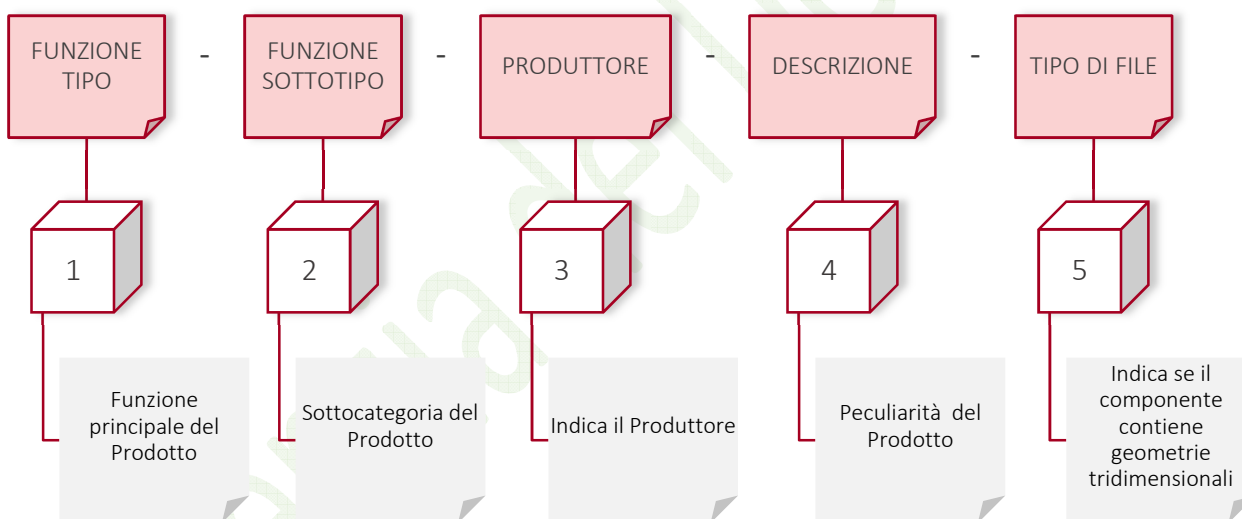 FUNZIONE
TIPO
-
FUNZIONE
SOTTOTIPO
-
PRODUTTORE
-
DESCRIZIONE
-
TIPO DI FILE
1
2
3
4
5
Funzione
principale del
Prodotto
Sottocategoria del
Prodotto
Indica il Produttore
Peculiarità del
Prodotto
Indica se il
componente
contiene
geometrie
tridimensionali